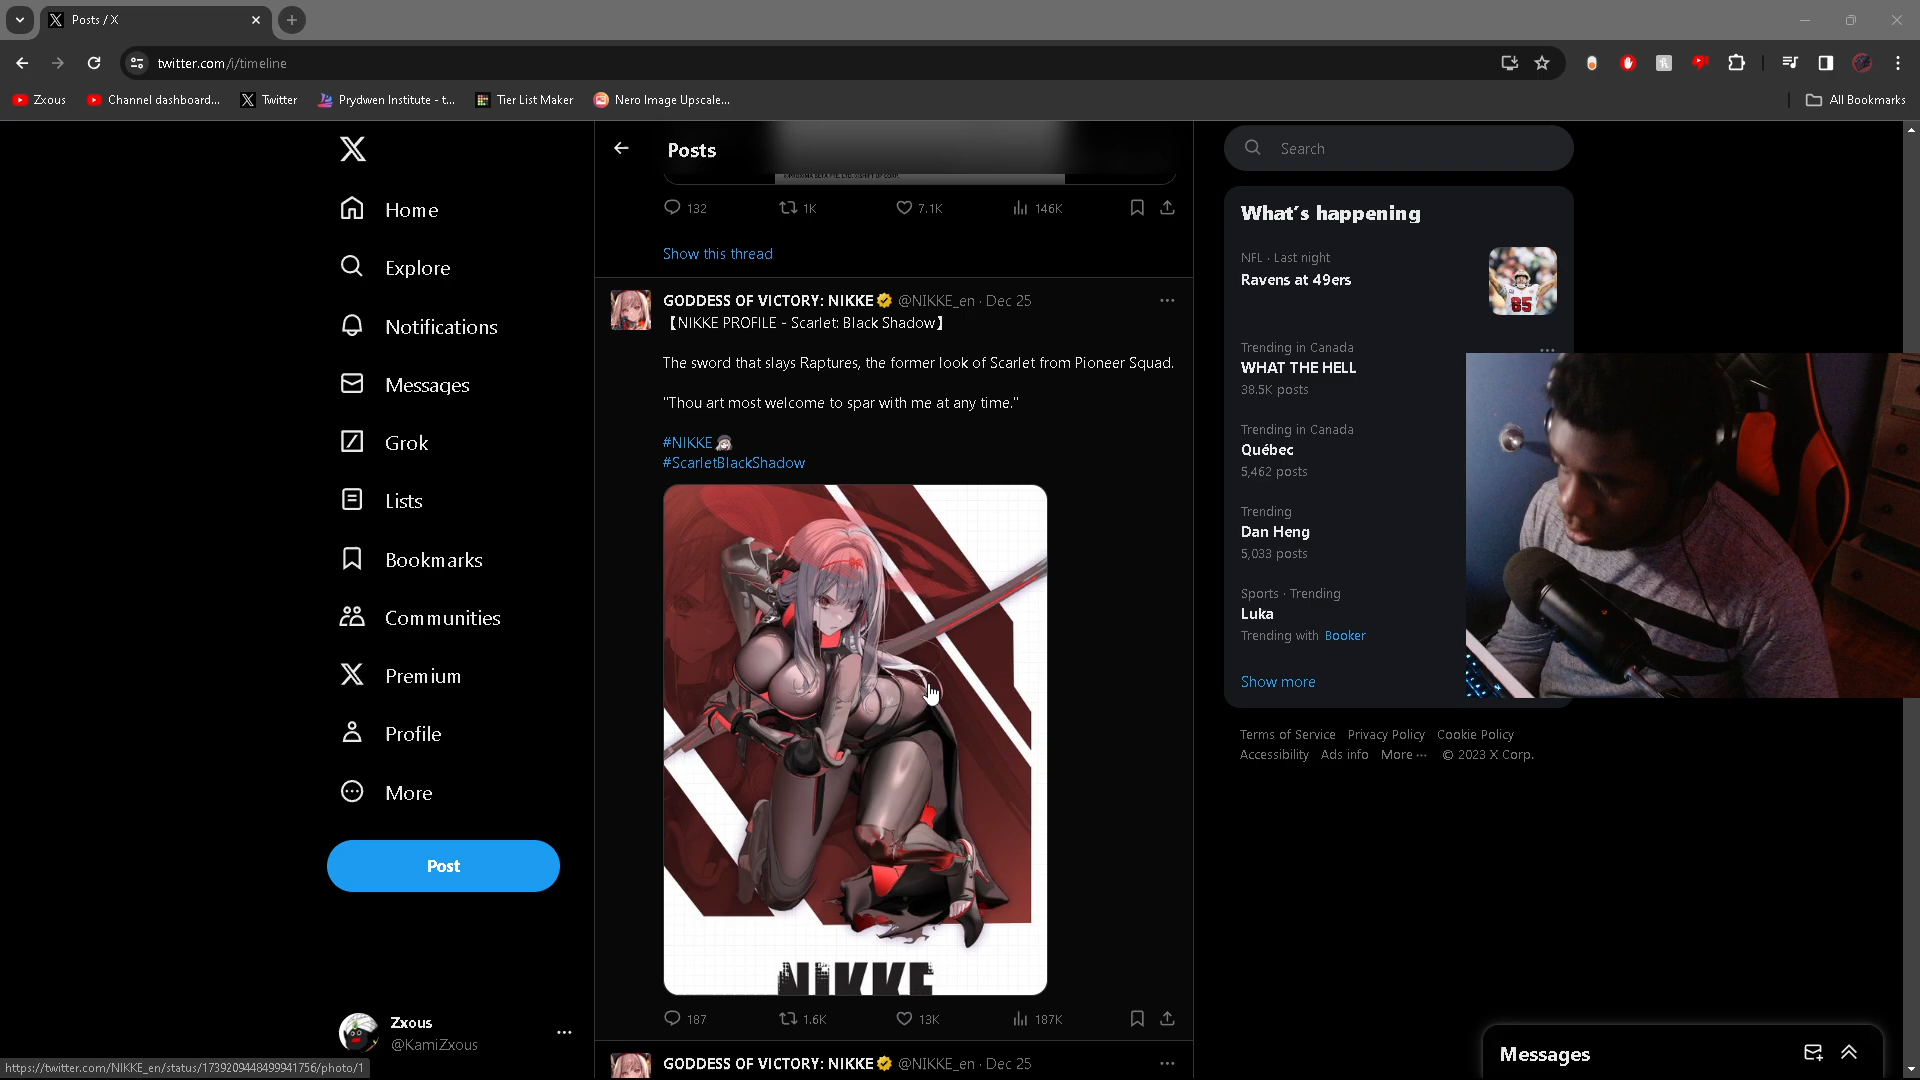 Posts / X
twitter.com/i/timeline
Zxous
Channel dashboard...
Twitter
Prydwen Institute - t...
Tier List Maker
Nero Image Upscale...
All Bookmarks
Home
Explore
Notifications
Messages
Grok
Lists
Bookmarks
Communities
Premium
Profile
More
Post
Zxous
@KamiZxous
https://twitter.com/NIKKE_en/status/1739209448499941756/photo/1
Posts
132
1K
7.1K
146K
Show this thread
GODDESS OF VICTORY: NIKKE @NIKKE_en · Dec 25
【NIKKE PROFILE - Scarlet: Black Shadow】
The sword that slays Raptures, the former look of Scarlet from Pioneer Squad.
"Thou art most welcome to spar with me at any time."
#NIKKE
#ScarletBlackShadow
NIKKE
187
1.6K
13K
187K
GODDESS OF VICTORY: NIKKE @NIKKE_en · Dec 25
Search
What's happening
NFL · Last night
Ravens at 49ers
85
Trending in Canada
WHAT THE HELL
38.5K posts
Trending in Canada
Québec
5,462 posts
Trending
Dan Heng
5,033 posts
Sports · Trending
Luka
Trending with Booker
Show more
Terms of Service Privacy Policy Cookie Policy
Accessibility Ads info More ··· © 2023 X Corp.
Messages